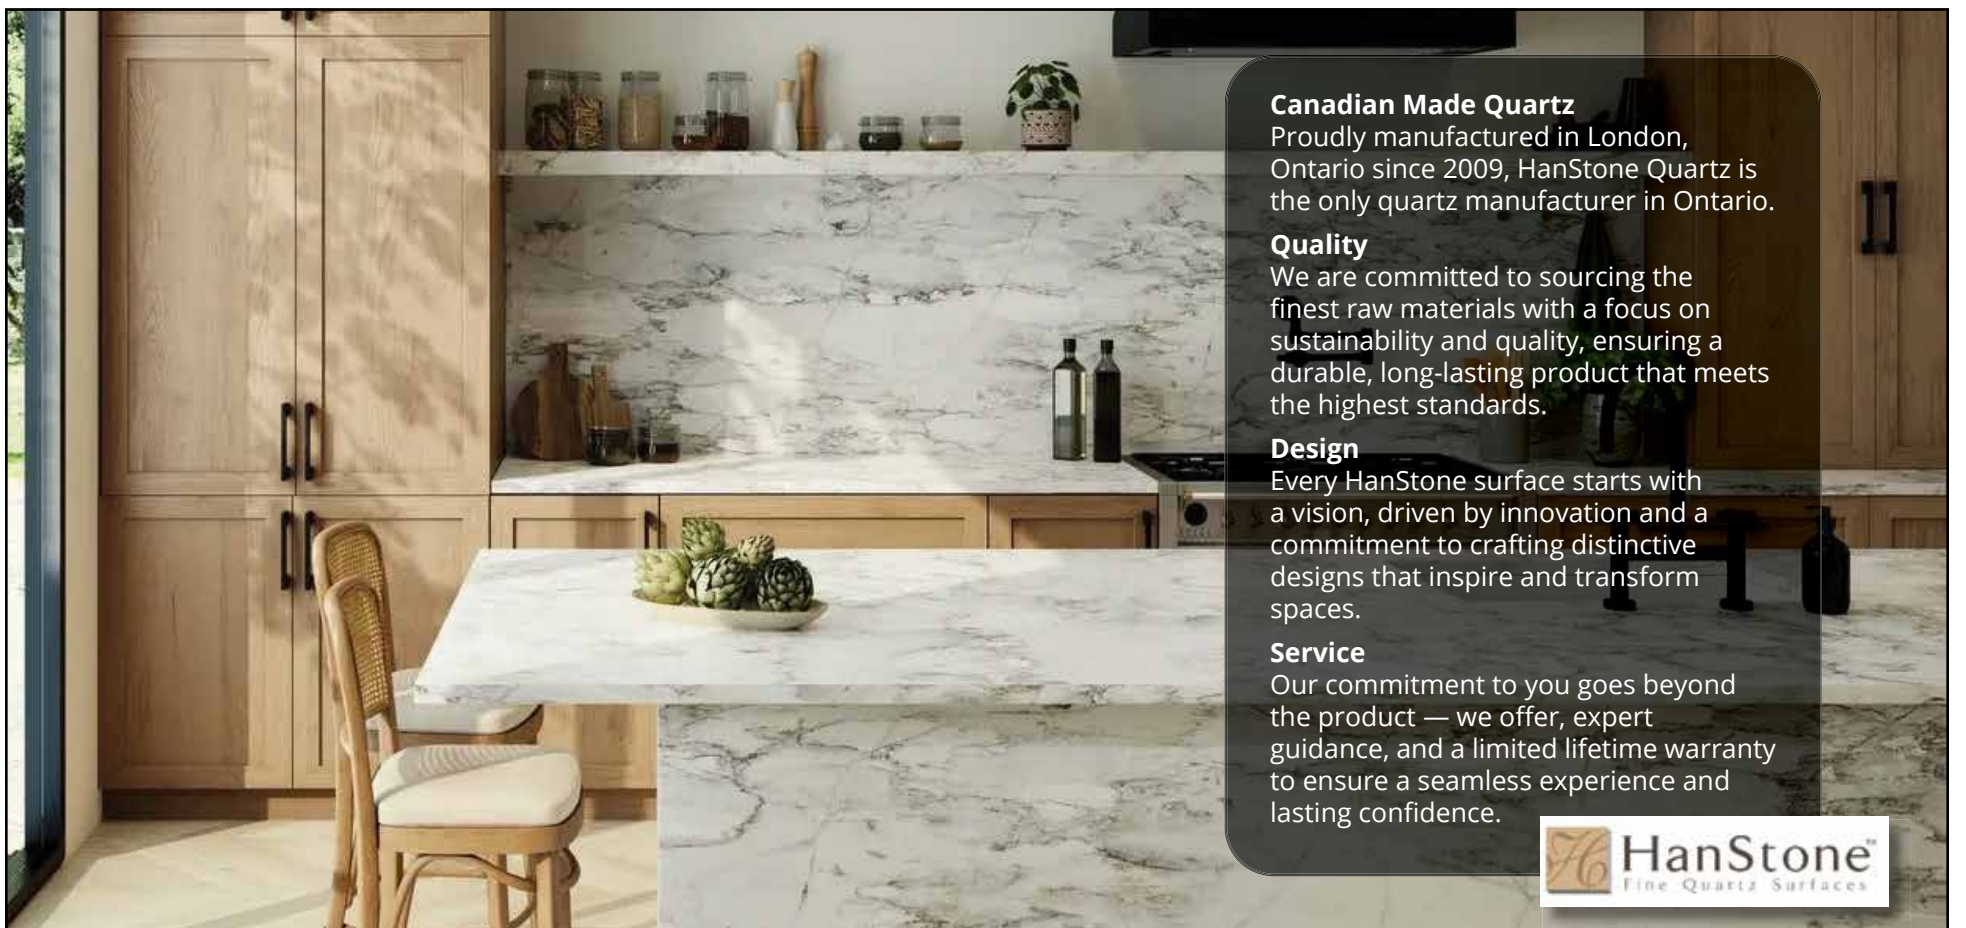 Canadian Made Quartz
Proudly manufactured in London,
Ontario since 2009, HanStone Quartz is
the only quartz manufacturer in Ontario.
Quality
We are committed to sourcing the
finest raw materials with a focus on
sustainability and quality, ensuring a
durable, long-lasting product that meets
the highest standards.
Design
Every HanStone surface starts with
a vision, driven by innovation and a
commitment to crafting distinctive
designs that inspire and transform
spaces.
Service
Our commitment to you goes beyond
the product — we offer, expert
guidance, and a limited lifetime warranty
to ensure a seamless experience and
lasting confidence.
H
HanStone™
Fine Quartz Surfaces